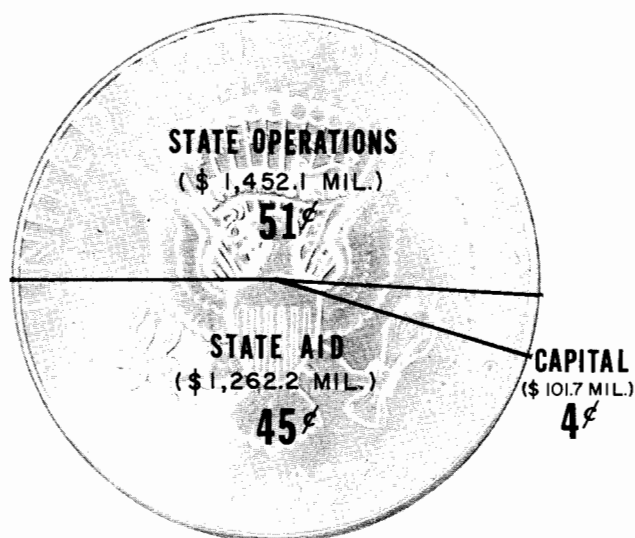 STATE OPERATIONS
($ 1,452.1 MIL.)
51¢
STATE AID
($1,262.2 MIL.)
45¢
CAPITAL
($ 101.7 MIL.)
4¢